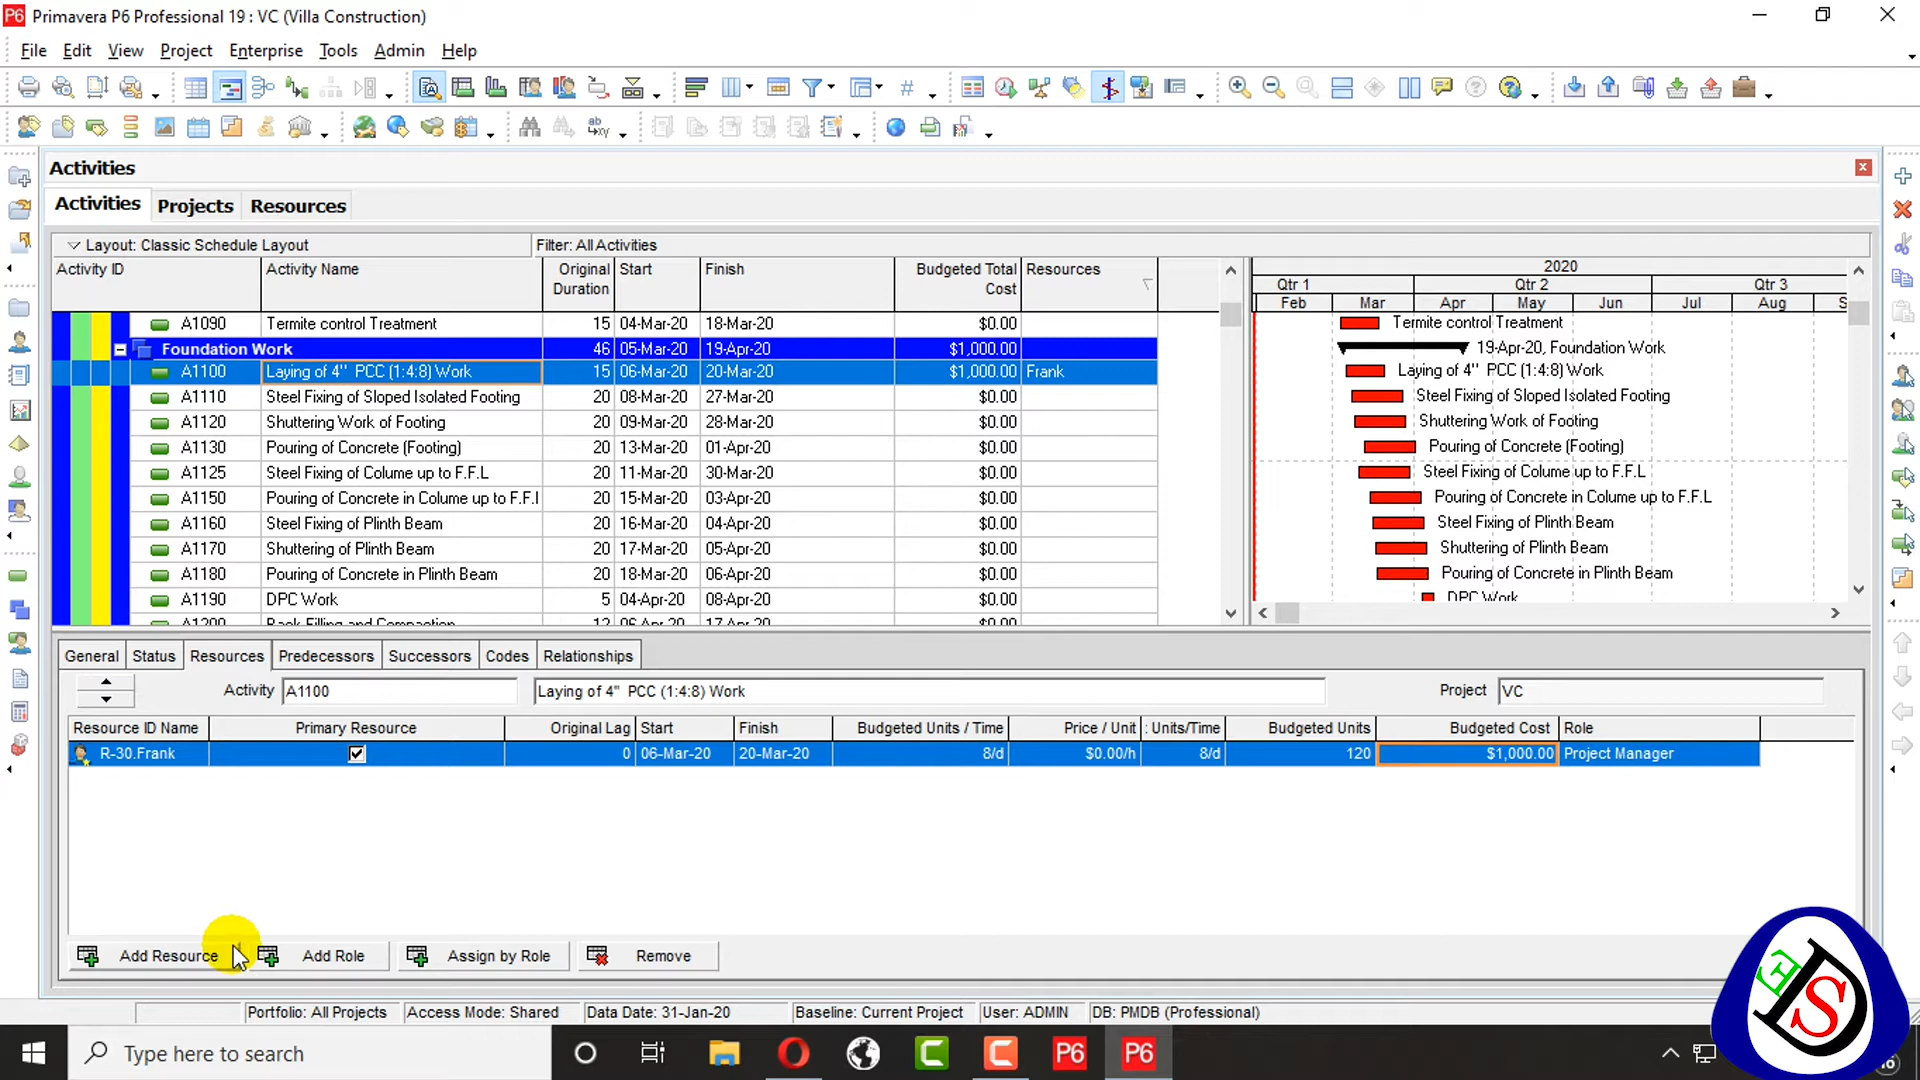 Primavera P6 Professional 19 : VC (Villa Construction)
File Edit View Project Enterprise Tools Admin Help
Activities
Activities Projects Resources
Layout: Classic Schedule Layout Filter: All Activities
Activity ID Activity Name Original Duration Start Finish Budgeted Total Cost Resources
2020
Qtr 1 Qtr 2 Qtr 3
Feb Mar Apr May Jun Jul Aug S
A1090 Termite control Treatment 15 04-Mar-20 18-Mar-20 $0.00 Termite control Treatment
Foundation Work 46 05-Mar-20 19-Apr-20 $1,000.00 19-Apr-20, Foundation Work
A1100 Laying of 4" PCC (1:4:8) Work 15 06-Mar-20 20-Mar-20 $1,000.00 Frank Laying of 4" PCC (1:4:8) Work
A1110 Steel Fixing of Sloped Isolated Footing 20 08-Mar-20 27-Mar-20 $0.00 Steel Fixing of Sloped Isolated Footing
A1120 Shuttering Work of Footing 20 09-Mar-20 28-Mar-20 $0.00 Shuttering Work of Footing
A1130 Pouring of Concrete (Footing) 20 13-Mar-20 01-Apr-20 $0.00 Pouring of Concrete (Footing)
A1125 Steel Fixing of Colume up to F.F.L 20 11-Mar-20 30-Mar-20 $0.00 Steel Fixing of Colume up to F.F.L
A1150 Pouring of Concrete in Colume up to F.F.l 20 15-Mar-20 03-Apr-20 $0.00 Pouring of Concrete in Colume up to F.F.L
A1160 Steel Fixing of Plinth Beam 20 16-Mar-20 04-Apr-20 $0.00 Steel Fixing of Plinth Beam
A1170 Shuttering of Plinth Beam 20 17-Mar-20 05-Apr-20 $0.00 Shuttering of Plinth Beam
A1180 Pouring of Concrete in Plinth Beam 20 18-Mar-20 06-Apr-20 $0.00 Pouring of Concrete in Plinth Beam
A1190 DPC Work 5 04-Apr-20 08-Apr-20 $0.00 DPC Work
A1200 Back Filling and Compaction 12 06-Apr-20 17-Apr-20 $0.00
General Status Resources Predecessors Successors Codes Relationships
Activity A1100 Laying of 4" PCC (1:4:8) Work Project VC
Resource ID Name Primary Resource Original Lag Start Finish Budgeted Units / Time Price / Unit : Units/Time Budgeted Units Budgeted Cost Role
R-30.Frank 0 06-Mar-20 20-Mar-20 8/d $0.00/h 8/d 120 $1,000.00 Project Manager
Add Resource Add Role Assign by Role Remove
Portfolio: All Projects Access Mode: Shared Data Date: 31-Jan-20 Baseline: Current Project User: ADMIN DB: PMDB (Professional)
Type here to search P6 P6